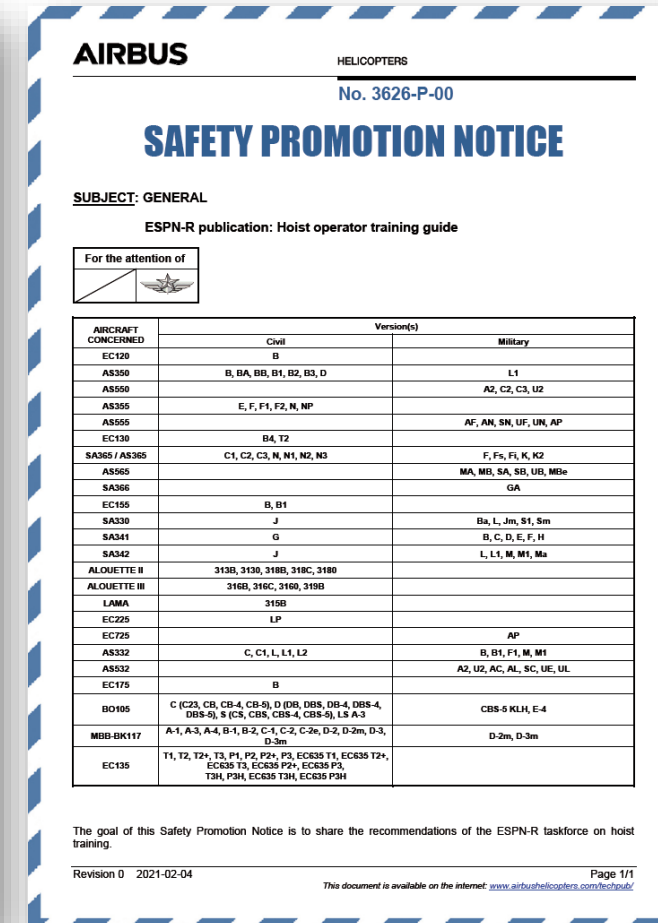 AIRBUS
HELICOPTERS
No. 3626-P-00
SAFETY PROMOTION NOTICE
SUBJECT: GENERAL
ESPN-R publication: Hoist operator training guide
For the attention of
AIRCRAFT CONCERNED
Version(s)
Civil Military
EC120 B
AS350 B, BA, BB, B1, B2, B3, D L1
AS550 A2, C2, C3, U2
AS355 E, F, F1, F2, N, NP
AS555 AF, AN, SN, UF, UN, AP
EC130 B4, T2
SA365 / AS365 C1, C2, C3, N, N1, N2, N3 F, Fs, Fi, K, K2
AS565 MA, MB, SA, SB, UB, MBe
SA366 GA
EC155 B, B1
SA330 J Ba, L, Jm, S1, Sm
SA341 G B, C, D, E, F, H
SA342 J L, L1, M, M1, Ma
ALOUETTE II 313B, 3130, 318B, 318C, 3180
ALOUETTE III 316B, 316C, 3160, 319B
LAMA 315B
EC225 LP
EC725 AP
AS332 C, C1, L, L1, L2 B, B1, F1, M, M1
AS532 A2, U2, AC, AL, SC, UE, UL
EC175 B
BO105 C (C23, CB, CB-4, CB-5), D (DB, DBS, DB-4, DBS-4,
DBS-5), S (CS, CBS, CBS-4, CBS-5), LS A-3 CBS-5 KLH, E-4
MBB-BK117 A-1, A-3, A-4, B-1, B-2, C-1, C-2, C-2e, D-2, D-2m, D-3,
D-3m D-2m, D-3m
EC135 T1, T2, T2+, T3, P1, P2, P2+, P3, EC635 T1, EC635 T2+,
EC635 T3, EC635 P2+, EC635 P3,
T3H, P3H, EC635 T3H, EC635 P3H
The goal of this Safety Promotion Notice is to share the recommendations of the ESPN-R taskforce on hoist
training.
Revision 0 2021-02-04 Page 1/1
This document is available on the internet: www.airbushelicopters.com/techpub/